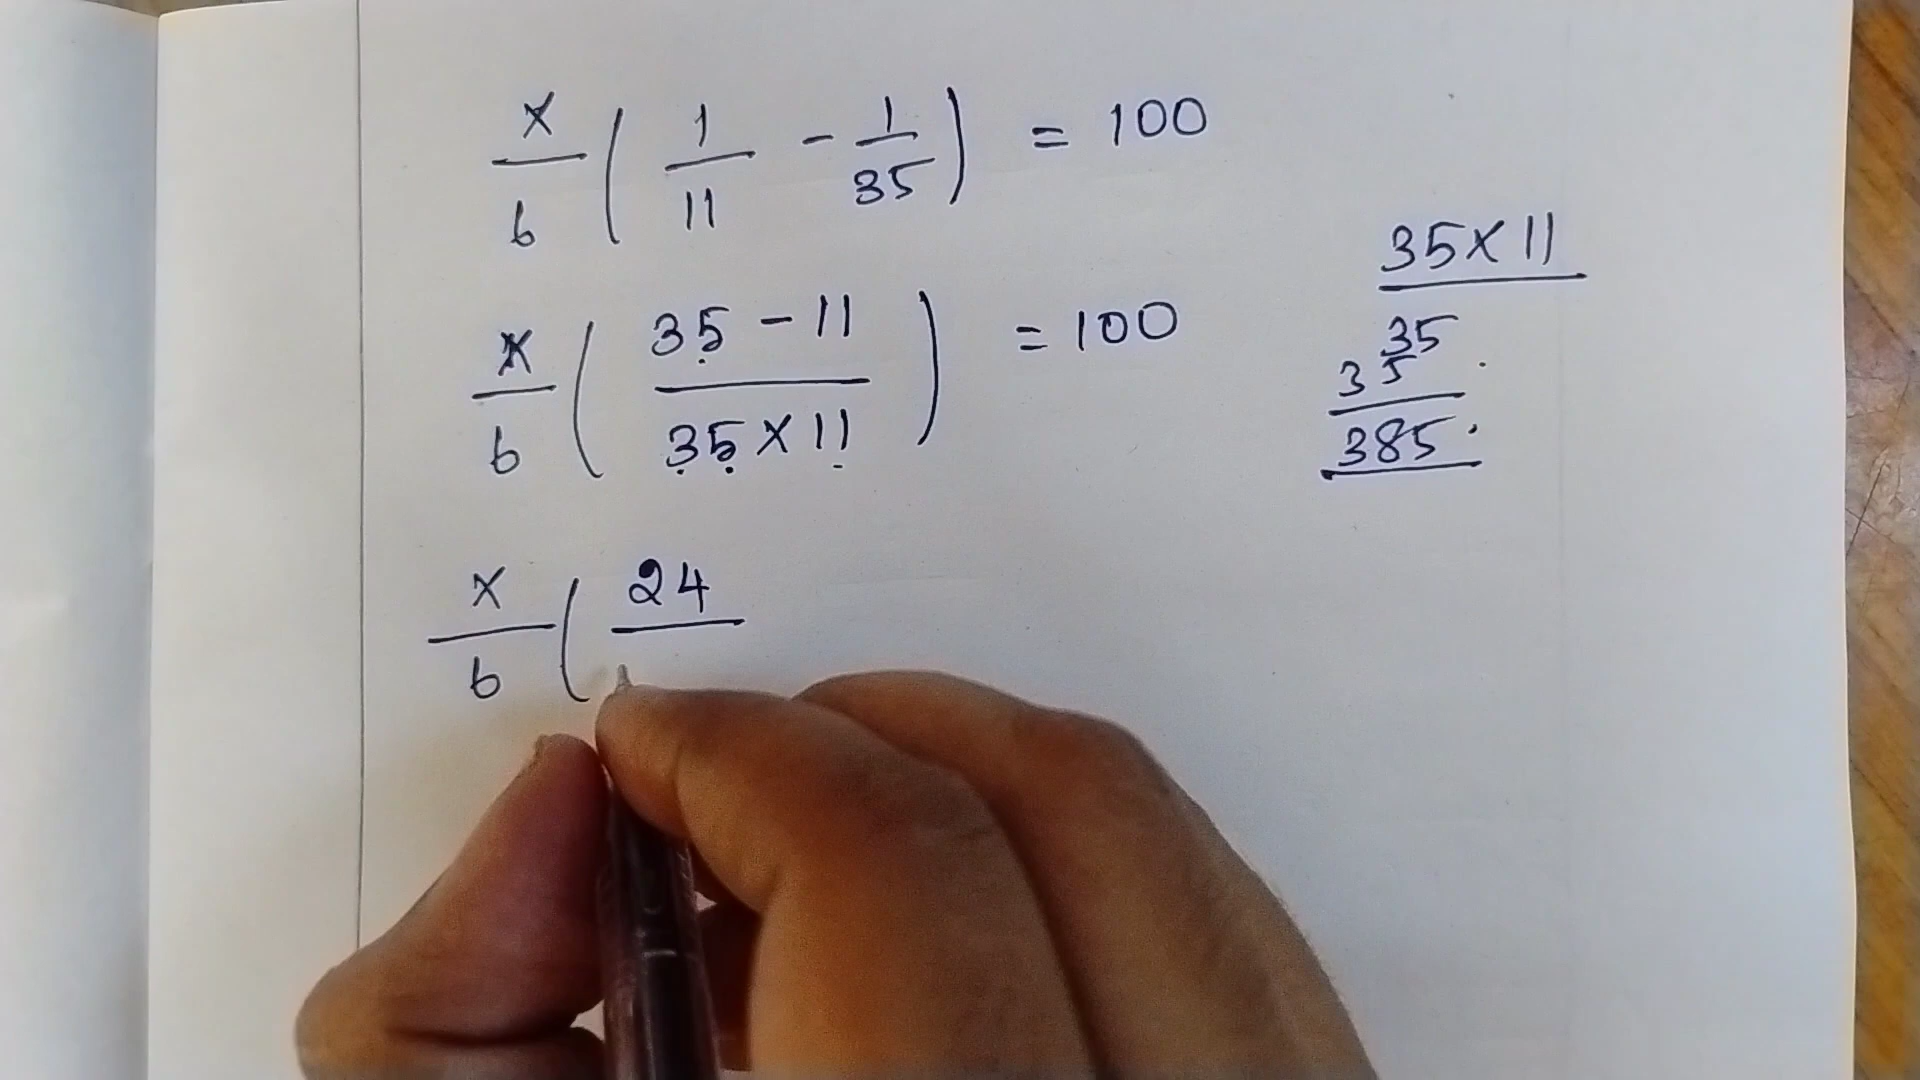 x/6 ( 1/11 - 1/35 ) = 100
x/6 ( 35 - 11 / 35 x 11 ) = 100
x/6 ( 24 /
35 x 11
35
35
385